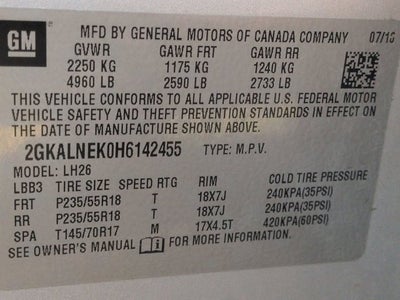 GM
MFD BY GENERAL MOTORS OF CANADA COMPANY 07/16
GVWR GAWR FRT GAWR RR
2250 KG 1175 KG 1240 KG
4960 LB 2590 LB 2733 LB
THIS VEHICLE CONFORMS TO ALL APPLICABLE U.S. FEDERAL MOTOR
VEHICLE SAFETY AND THEFT PREVENTION STANDARDS IN EFFECT ON
THE DATE OF MANUFACTURE SHOWN ABOVE.
2GKALNEK0H6142455 TYPE: M.P.V.
MODEL: LH26
LBB3 TIRE SIZE SPEED RTG RIM COLD TIRE PRESSURE
FRT P235/55R18 T 18X7J 240KPA(35PSI)
RR P235/55R18 T 18X7J 240KPA(35PSI)
SPA T145/70R17 M 17X4.5T 420KPA(60PSI)
SEE OWNER'S MANUAL FOR MORE INFORMATION.